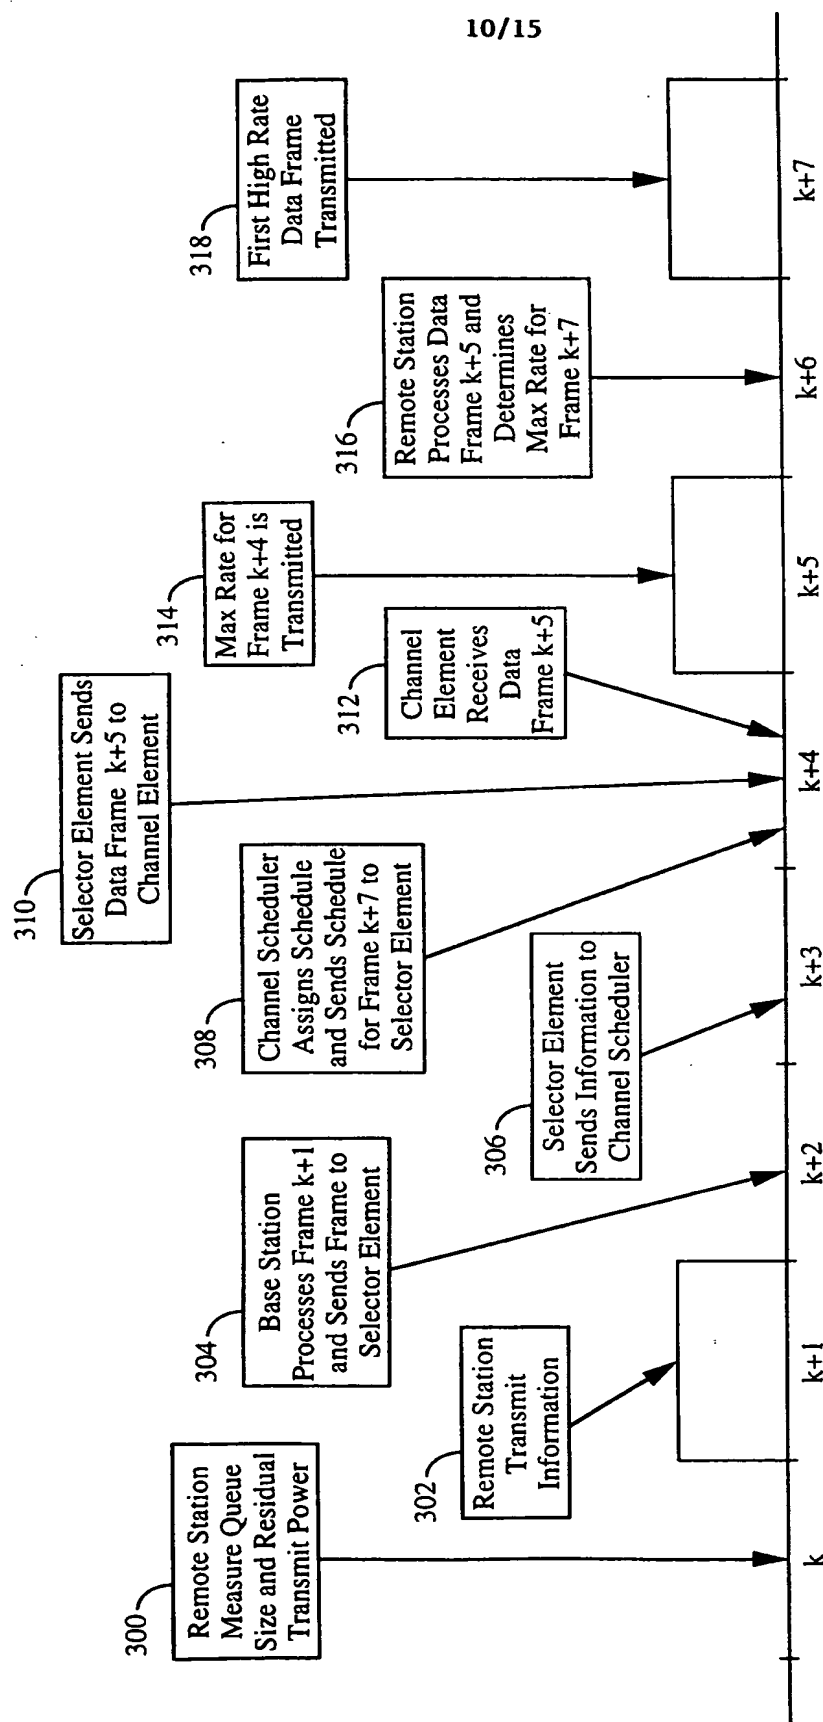 10/15
300
Remote Station
Measure Queue
Size and Residual
Transmit Power
302
Remote Station
Transmit
Information
304
Base Station
Processes Frame k+1
and Sends Frame to
Selector Element
306
Selector Element
Sends Information to
Channel Scheduler
308
Channel Scheduler
Assigns Schedule
and Sends Schedule
for Frame k+7 to
Selector Element
310
Selector Element Sends
Data Frame k+5 to
Channel Element
312
Channel
Element
Receives
Data
Frame k+5
314
Max Rate for
Frame k+4 is
Transmitted
316
Remote Station
Processes Data
Frame k+5 and
Determines
Max Rate for
Frame k+7
318
First High Rate
Data Frame
Transmitted
k
k+1
k+2
k+3
k+4
k+5
k+6
k+7